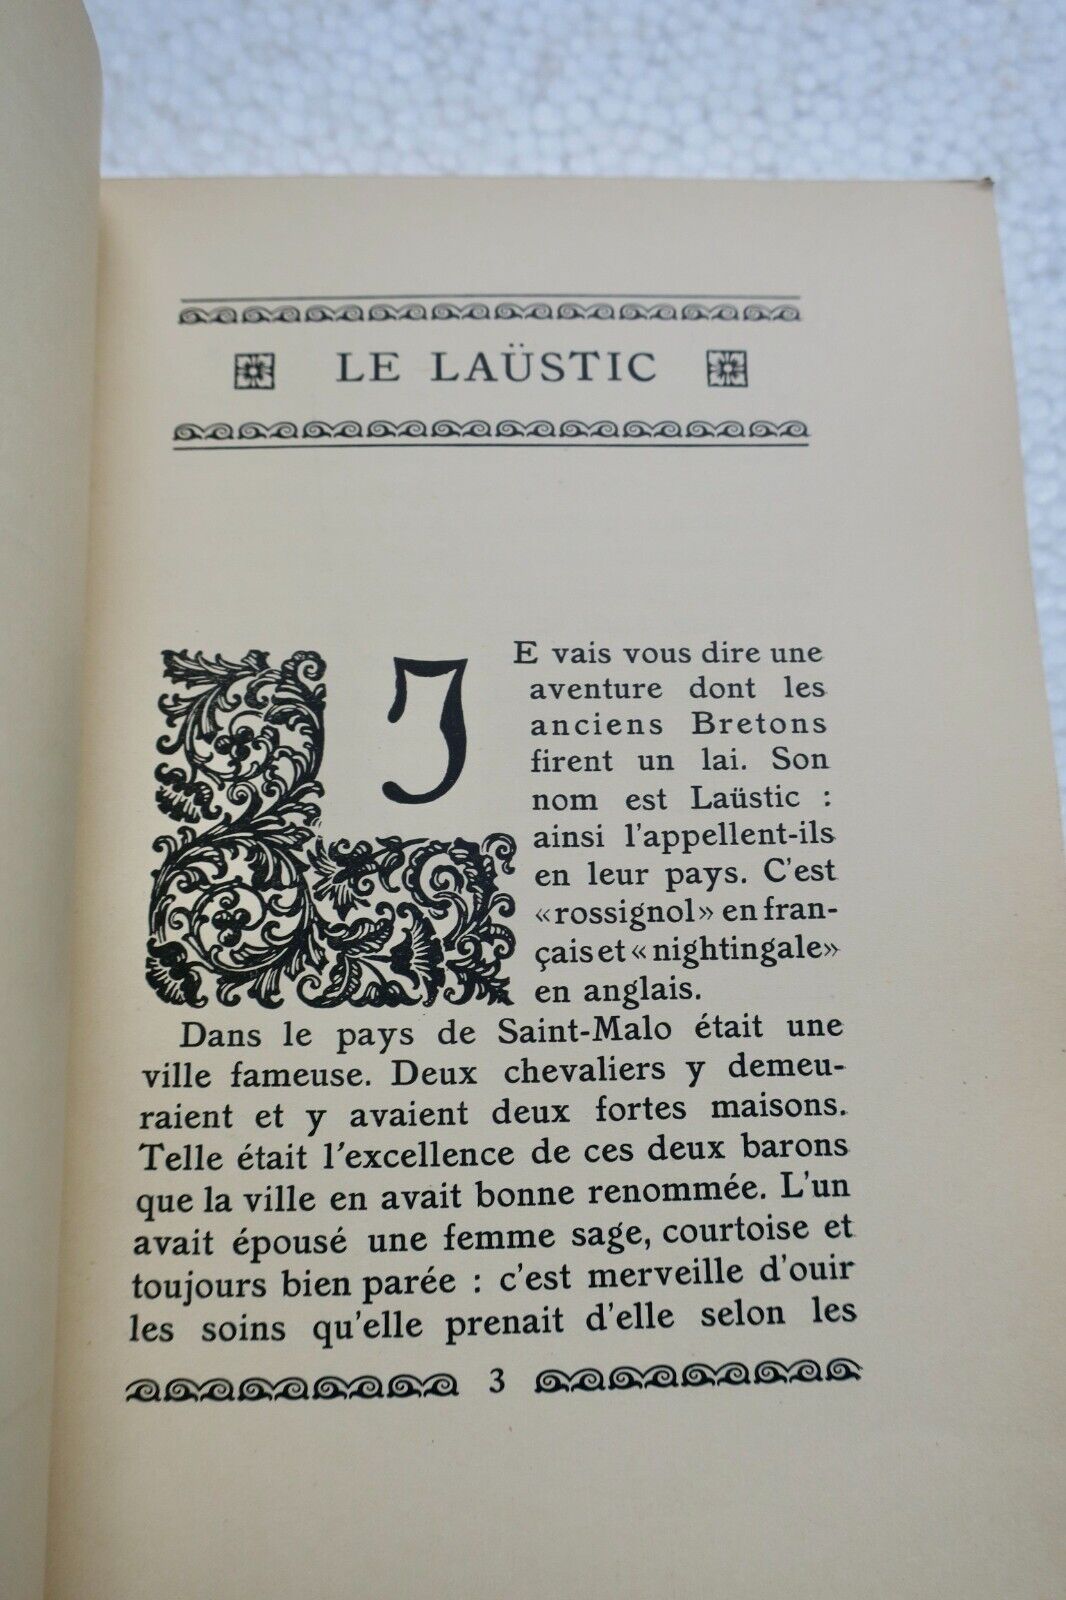 LE LAÜSTIC
JE vais vous dire une
aventure dont les
anciens Bretons
firent un lai. Son
nom est Laüstic :
ainsi l'appellent-ils
en leur pays. C'est
«rossignol» en fran-
çais et «nightingale»
en anglais.
Dans le pays de Saint-Malo était une
ville fameuse. Deux chevaliers y demeu-
raient et y avaient deux fortes maisons.
Telle était l'excellence de ces deux barons
que la ville en avait bonne renommée. L'un
avait épousé une femme sage, courtoise et
toujours bien parée : c'est merveille d'ouir
les soins qu'elle prenait d'elle selon les
3